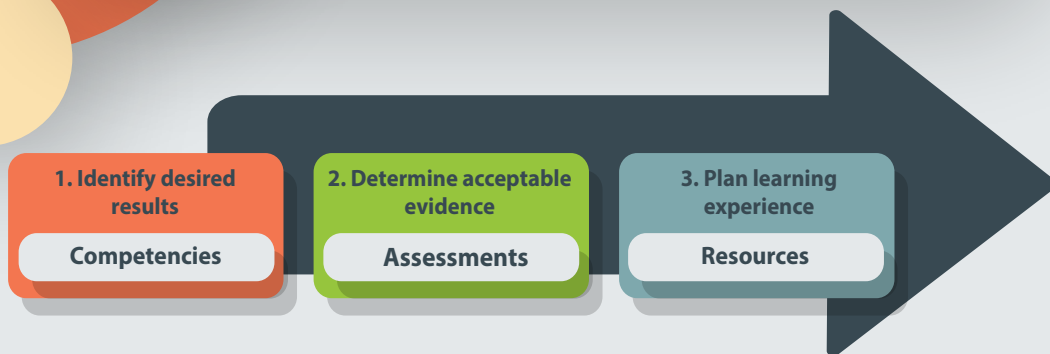 1. Identify desired
results
Competencies
2. Determine acceptable
evidence
Assessments
3. Plan learning
experience
Resources